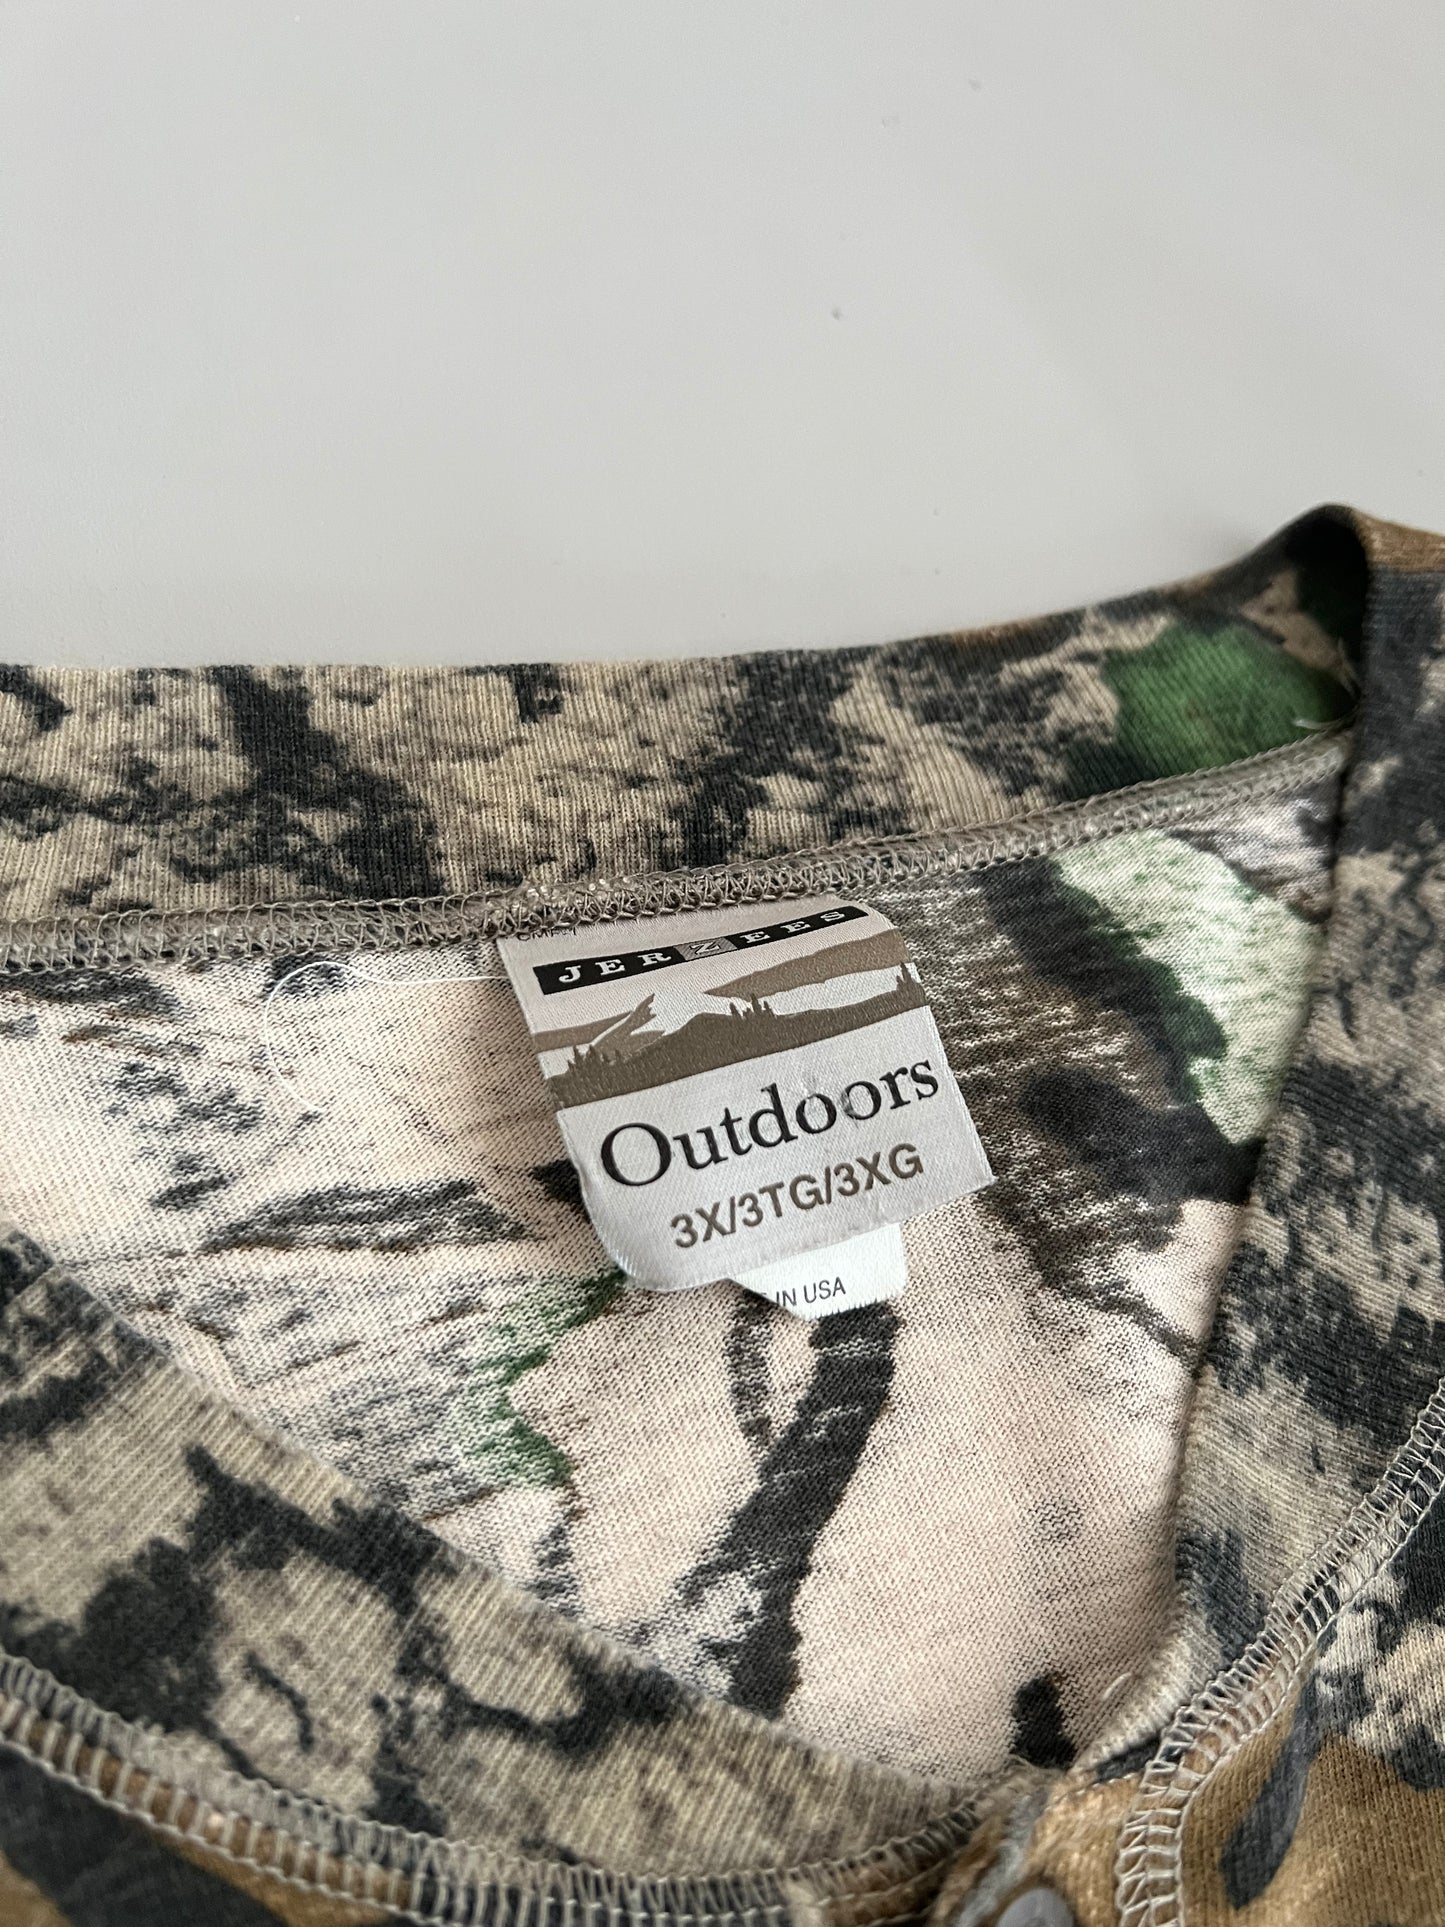 JERZEES
Outdoors
3X/3TG/3XG
IN USA